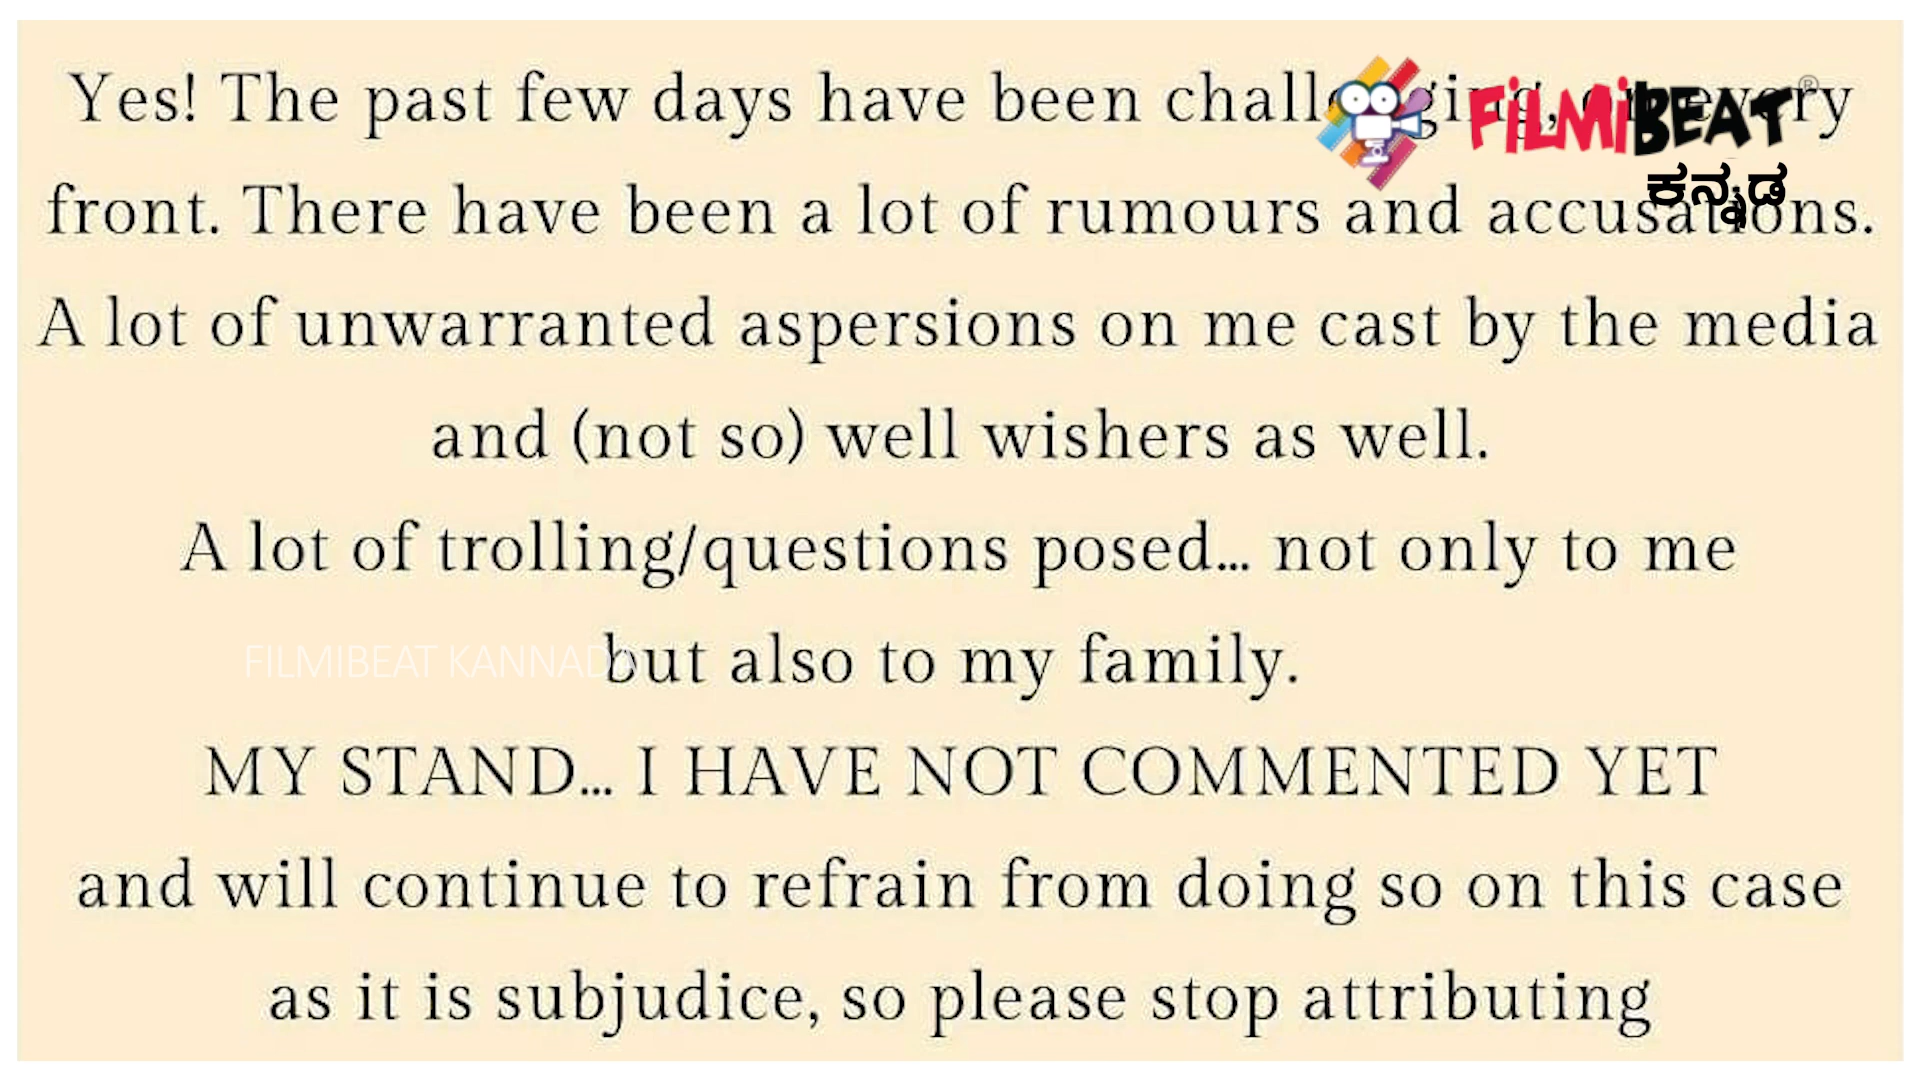 Yes! The past few days have been challenging, on every
FiLMiBEAT®
ಕನ್ನಡ
front. There have been a lot of rumours and accusations.
A lot of unwarranted aspersions on me cast by the media
and (not so) well wishers as well.
A lot of trolling/questions posed... not only to me
but also to my family.
FILMIBEAT KANNADA
MY STAND... I HAVE NOT COMMENTED YET
and will continue to refrain from doing so on this case
as it is subjudice, so please stop attributing